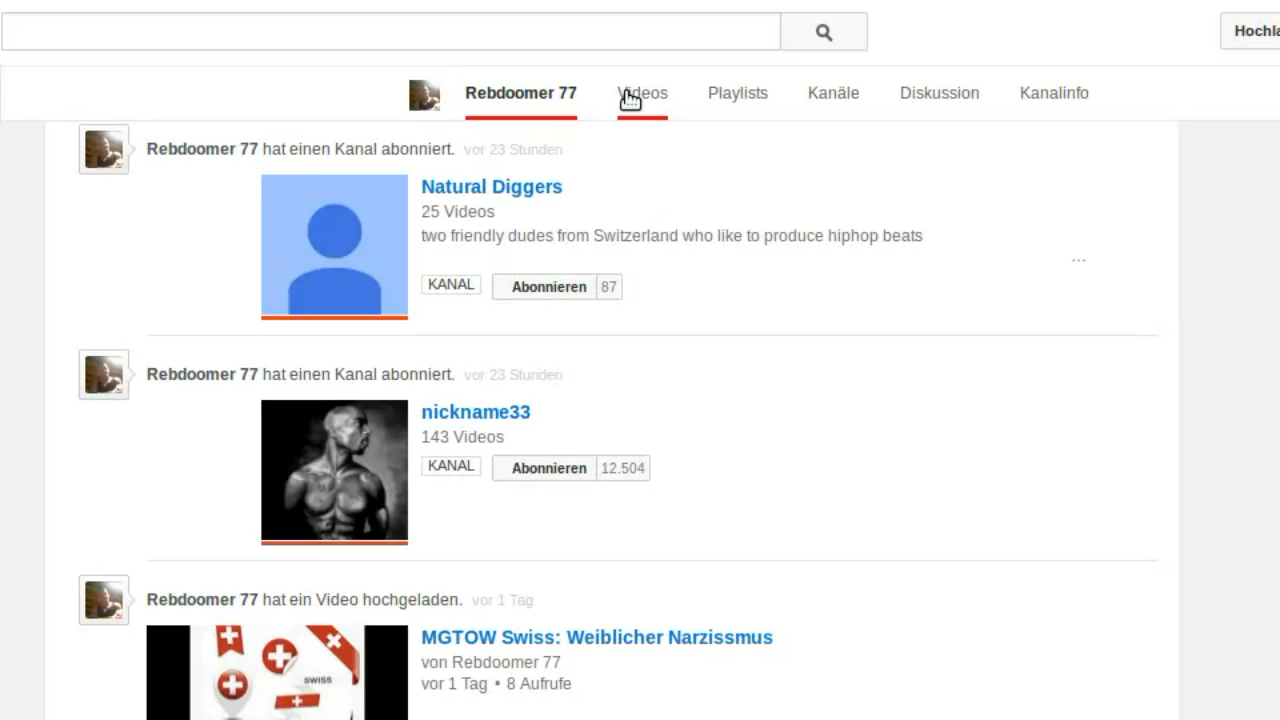 Hochla
Rebdoomer 77 Videos Playlists Kanäle Diskussion Kanalinfo
Rebdoomer 77 hat einen Kanal abonniert. vor 23 Stunden
Natural Diggers
25 Videos
two friendly dudes from Switzerland who like to produce hiphop beats
...
KANAL Abonnieren 87
Rebdoomer 77 hat einen Kanal abonniert. vor 23 Stunden
nickname33
143 Videos
KANAL Abonnieren 12.504
Rebdoomer 77 hat ein Video hochgeladen. vor 1 Tag
MGTOW Swiss: Weiblicher Narzissmus
SWISS
von Rebdoomer 77
vor 1 Tag • 8 Aufrufe